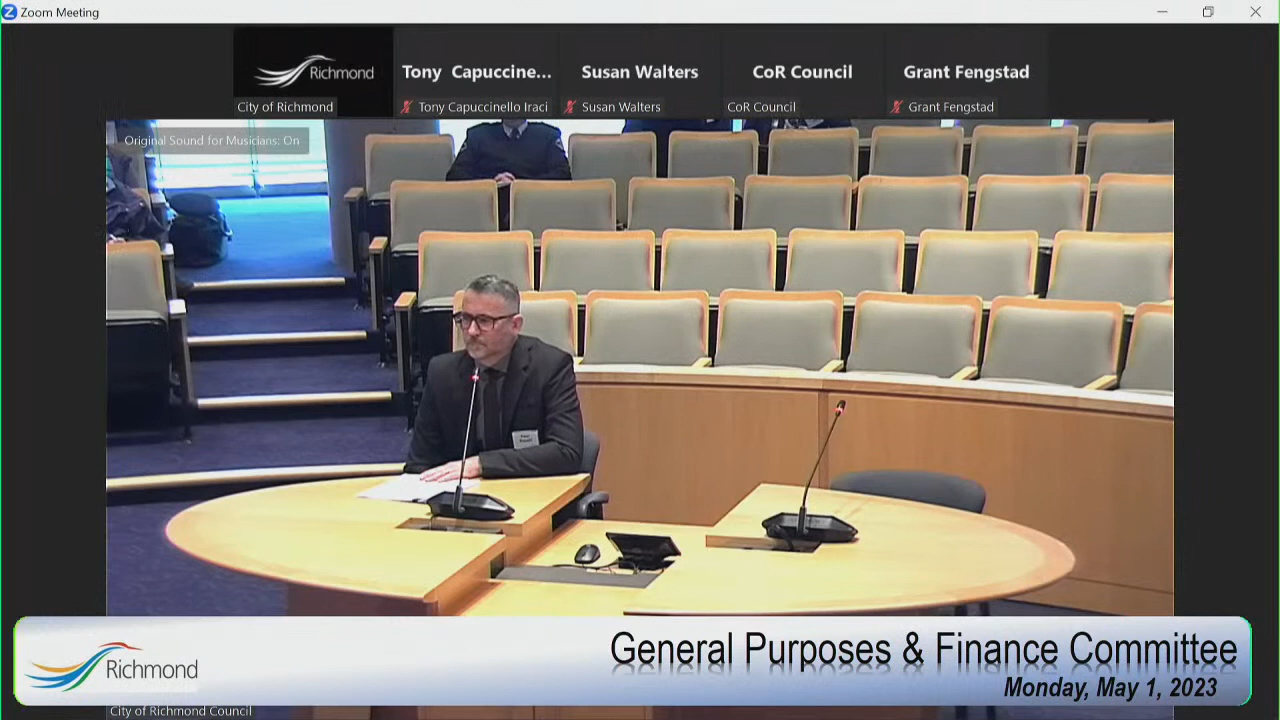 Zoom Meeting
Richmond
Tony Capuccine...
Susan Walters
CoR Council
Grant Fengstad
City of Richmond
Tony Capuccinello Iraci
Susan Walters
CoR Council
Grant Fengstad
Original Sound for Musicians: On
Richmond
General Purposes & Finance Committee
Monday, May 1, 2023
City of Richmond Council